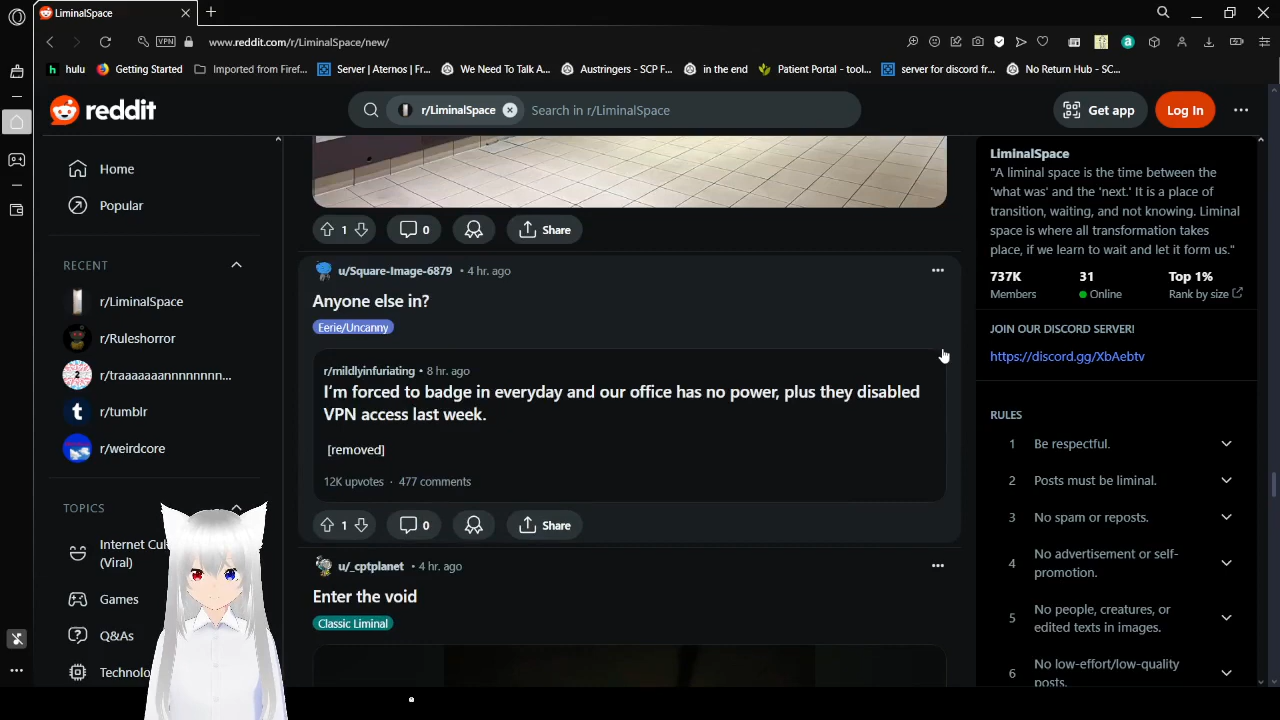 LiminalSpace
VPN
www.reddit.com/r/LiminalSpace/new/
hulu
Getting Started
Imported from Firef...
Server | Aternos | Fr...
We Need To Talk A...
Austringers - SCP F...
in the end
Patient Portal - tool...
server for discord fr...
No Return Hub - SC...
reddit
r/LiminalSpace
Search in r/LiminalSpace
Get app
Log In
Home
Popular
RECENT
r/LiminalSpace
r/Ruleshorror
r/traaaaaaannnnnnnn...
r/tumblr
r/weirdcore
TOPICS
Internet Cul
(Viral)
Games
Q&As
Technolo
1
0
Share
u/Square-Image-6879 • 4 hr. ago
Anyone else in?
Eerie/Uncanny
r/mildlyinfuriating • 8 hr. ago
I'm forced to badge in everyday and our office has no power, plus they disabled
VPN access last week.
[removed]
12K upvotes · 477 comments
1
0
Share
u/_cptplanet • 4 hr. ago
Enter the void
Classic Liminal
LiminalSpace
"A liminal space is the time between the
'what was' and the 'next.' It is a place of
transition, waiting, and not knowing. Liminal
space is where all transformation takes
place, if we learn to wait and let it form us."
737K
Members
31
Online
Top 1%
Rank by size
JOIN OUR DISCORD SERVER!
https://discord.gg/XbAebtv
RULES
1 Be respectful.
2 Posts must be liminal.
3 No spam or reposts.
4 No advertisement or self-
promotion.
5 No people, creatures, or
edited texts in images.
6 No low-effort/low-quality
posts.